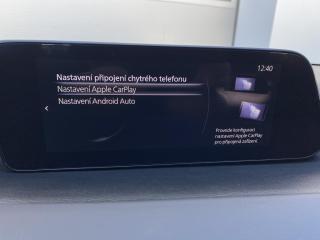 12:40
Nastavení připojení chytrého telefonu
Nastavení Apple CarPlay
Nastavení Android Auto
Provede konfiguraci
nastavení Apple CarPlay
pro připojená zařízení.